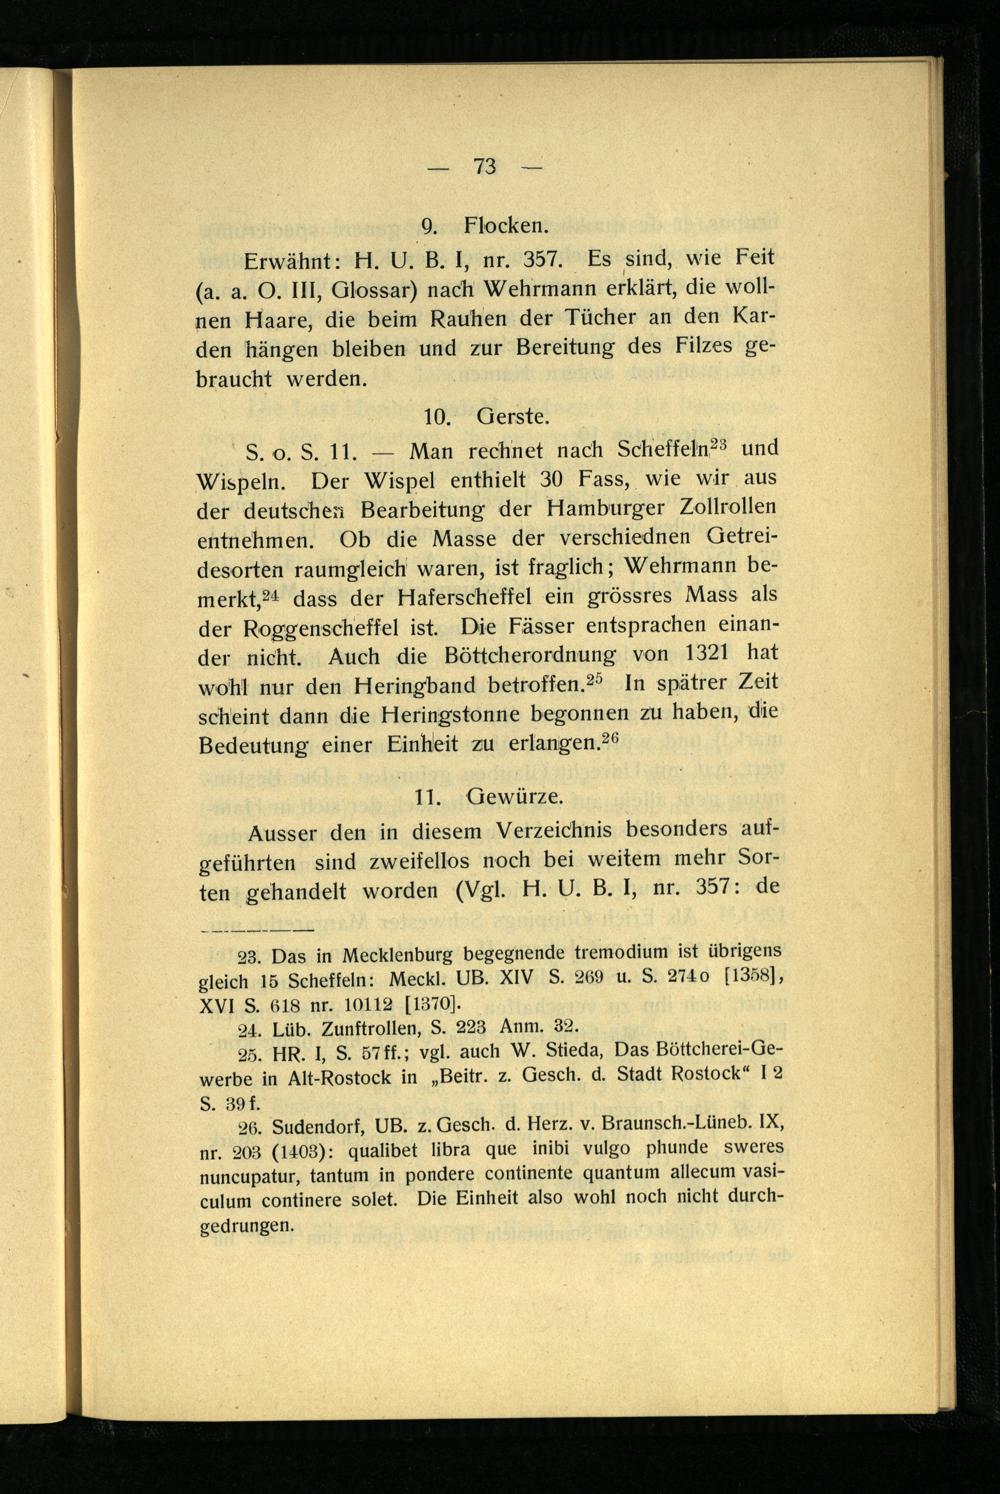 — 73 —
9. Flocken.
Erwähnt: H. U. B. I, nr. 357. Es sind, wie Feit
(a. a. O. III, Glossar) nach Wehrmann erklärt, die woll-
nen Haare, die beim Rauhen der Tücher an den Kar-
den hängen bleiben und zur Bereitung des Filzes ge-
braucht werden.
10. Gerste.
S. o. S. 11. — Man rechnet nach Scheffeln²³ und
Wispeln. Der Wispel enthielt 30 Fass, wie wir aus
der deutschen Bearbeitung der Hamburger Zollrollen
entnehmen. Ob die Masse der verschiednen Getrei-
desorten raumgleich waren, ist fraglich; Wehrmann be-
merkt,²⁴ dass der Haferscheffel ein grössres Mass als
der Roggenscheffel ist. Die Fässer entsprachen einan-
der nicht. Auch die Böttcherordnung von 1321 hat
wohl nur den Heringband betroffen.²⁵ In spätrer Zeit
scheint dann die Heringstonne begonnen zu haben, die
Bedeutung einer Einheit zu erlangen.²⁶
11. Gewürze.
Ausser den in diesem Verzeichnis besonders auf-
geführten sind zweifellos noch bei weitem mehr Sor-
ten gehandelt worden (Vgl. H. U. B. I, nr. 357: de
23. Das in Mecklenburg begegnende tremodium ist übrigens
gleich 15 Scheffeln: Meckl. UB. XIV S. 269 u. S. 274o [1358],
XVI S. 618 nr. 10112 [1370].
24. Lüb. Zunftrollen, S. 223 Anm. 32.
25. HR. I, S. 57ff.; vgl. auch W. Stieda, Das Böttcherei-Ge-
werbe in Alt-Rostock in „Beitr. z. Gesch. d. Stadt Rostock“ I 2
S. 39f.
26. Sudendorf, UB. z. Gesch. d. Herz. v. Braunsch.-Lüneb. IX,
nr. 203 (1403): qualibet libra que inibi vulgo phunde sweres
nuncupatur, tantum in pondere continente quantum allecum vasi-
culum continere solet. Die Einheit also wohl noch nicht durch-
gedrungen.